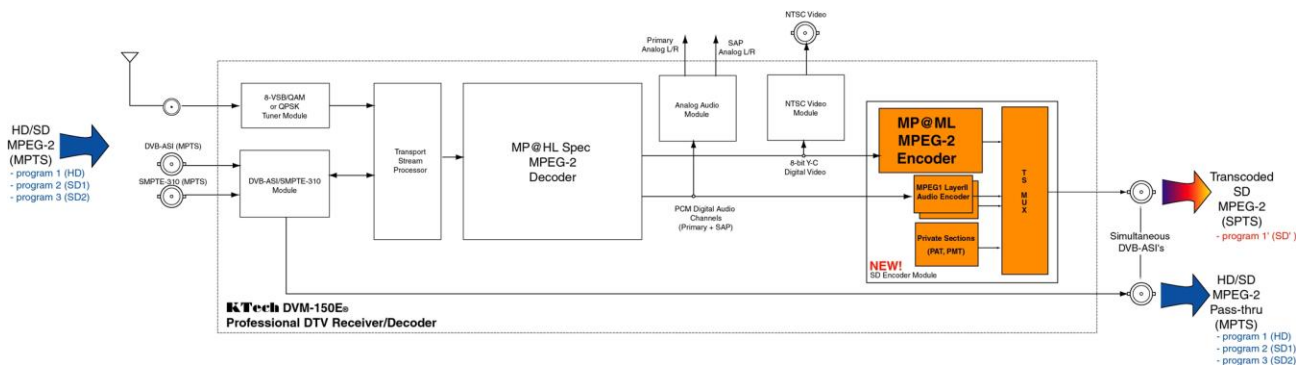 HD/SD
MPEG-2
(MPTS)
- program 1 (HD)
- program 2 (SD1)
- program 3 (SD2)
DVB-ASI (MPTS)
SMPTE-310 (MPTS)
8-VSB/QAM
or QPSK
Tuner Module
DVB-ASI/SMPTE-310
Module
Transport
Stream
Processor
MP@HL Spec
MPEG-2
Decoder
Primary
Analog L/R
SAP
Analog L/R
Analog Audio
Module
NTSC Video
NTSC Video
Module
8-bit Y-C
Digital Video
PCM Digital Audio
Channels
(Primary + SAP)
MP@ML
MPEG-2
Encoder
MPEG1 LayerII
Audio Encoder
Private Sections
(PAT, PMT)
NEW!
SD Encoder Module
TS MUX
KTech DVM-150E®
Professional DTV Receiver/Decoder
Simultaneous
DVB-ASI's
Transcoded
SD
MPEG-2
(SPTS)
- program 1' (SD' )
HD/SD
MPEG-2
Pass-thru
(MPTS)
- program 1 (HD)
- program 2 (SD1)
- program 3 (SD2)